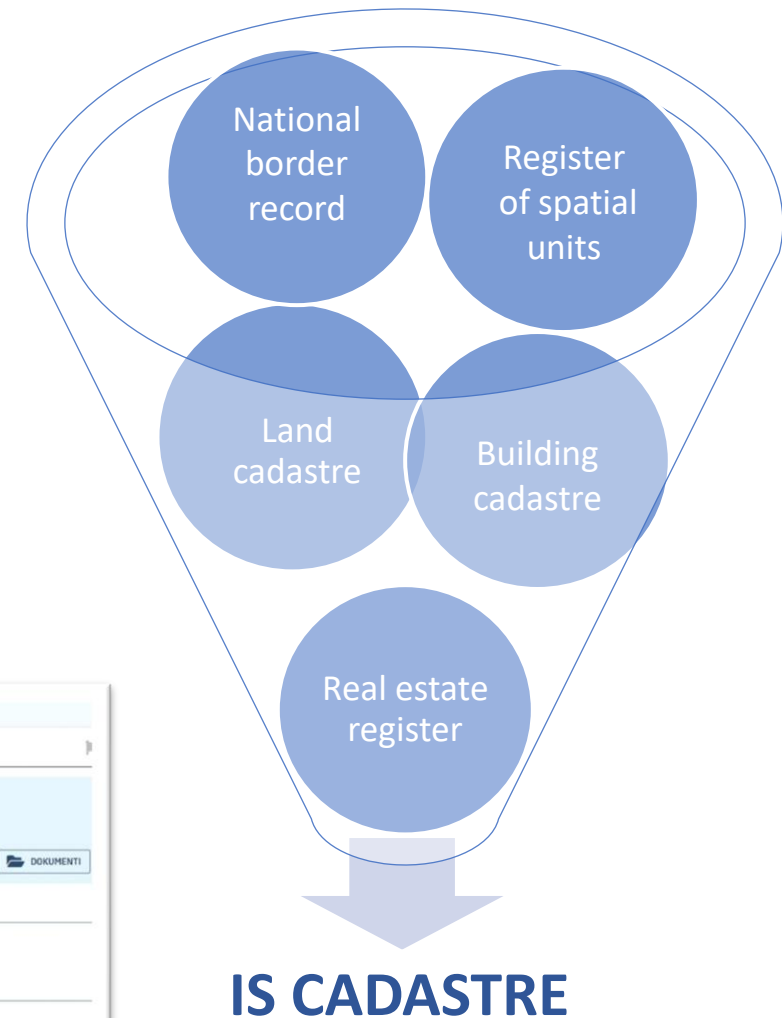 National
border
record
Register
of spatial
units
Land
cadastre
Building
cadastre
Real estate
register
DOKUMENTI
IS CADASTRE